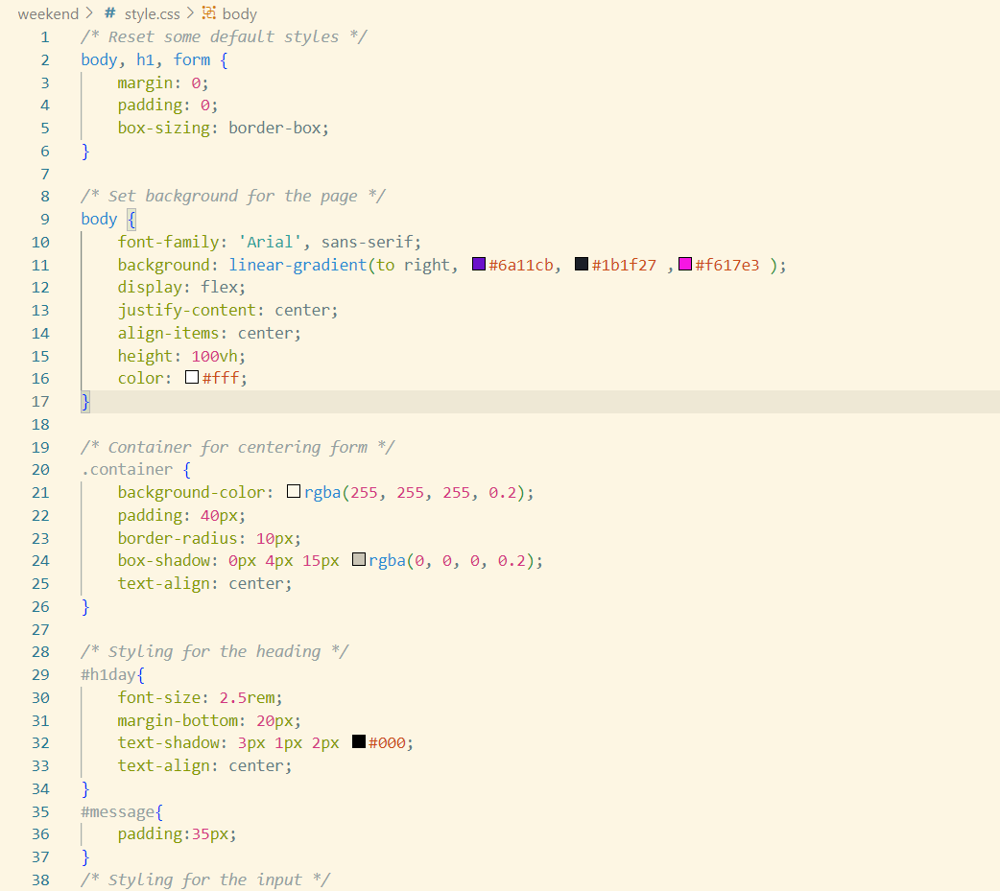 weekend > # style.css > body
1 /* Reset some default styles */
2 body, h1, form {
3     margin: 0;
4     padding: 0;
5     box-sizing: border-box;
6 }
7
8 /* Set background for the page */
9 body {
10     font-family: 'Arial', sans-serif;
11     background: linear-gradient(to right, #6a11cb, #1b1f27 ,#f617e3 );
12     display: flex;
13     justify-content: center;
14     align-items: center;
15     height: 100vh;
16     color: #fff;
17 }
18
19 /* Container for centering form */
20 .container {
21     background-color: rgba(255, 255, 255, 0.2);
22     padding: 40px;
23     border-radius: 10px;
24     box-shadow: 0px 4px 15px rgba(0, 0, 0, 0.2);
25     text-align: center;
26 }
27
28 /* Styling for the heading */
29 #h1day{
30     font-size: 2.5rem;
31     margin-bottom: 20px;
32     text-shadow: 3px 1px 2px #000;
33     text-align: center;
34 }
35 #message{
36     padding:35px;
37 }
38 /* Styling for the input */